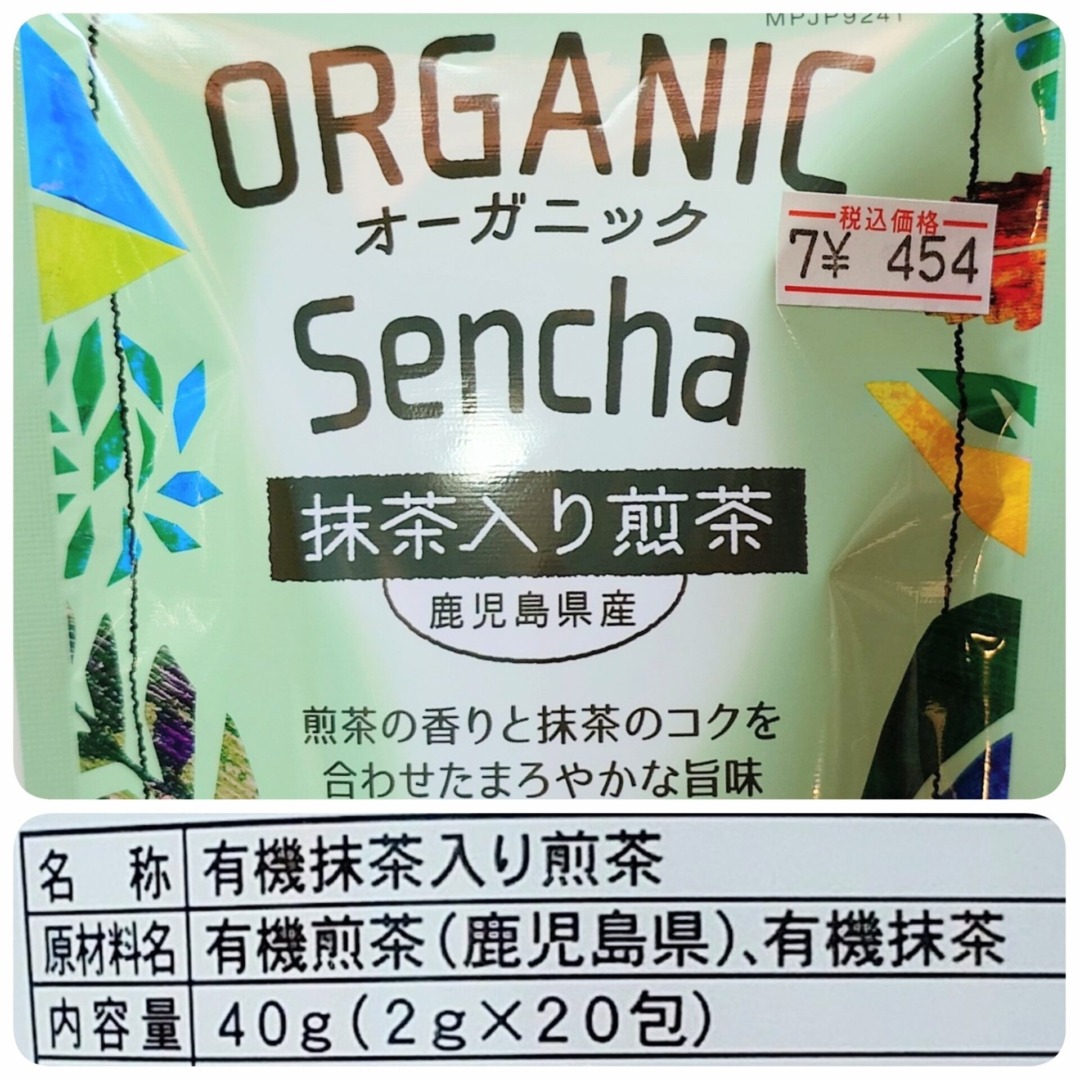 MPJP9241
ORGANIC
オーガニック
税込価格
7¥ 454
Sencha
抹茶入り煎茶
鹿児島県産
煎茶の香りと抹茶のコクを
合わせたまろやかな旨味
名 称 有機抹茶入り煎茶
原材料名 有機煎茶(鹿児島県)、有機抹茶
内容量 40g(2g×20包)